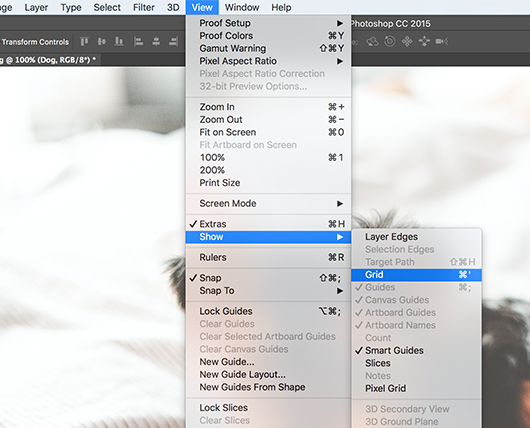 nge Layer Type Select Filter 3D View Window Help
Photoshop CC 2015
Transform Controls
g @ 100% (Dog, RGB/8*) *
Proof Setup ▶
Proof Colors ⌘Y
Gamut Warning ⇧⌘Y
Pixel Aspect Ratio ▶
Pixel Aspect Ratio Correction
32-bit Preview Options...
Zoom In ⌘+
Zoom Out ⌘−
Fit on Screen ⌘0
Fit Artboard on Screen
100% ⌘1
200%
Print Size
Screen Mode ▶
✓ Extras ⌘H
Show ▶
Rulers ⌘R
✓ Snap ⇧⌘;
Snap To ▶
Lock Guides ⌥⌘;
Clear Guides
Clear Selected Artboard Guides
Clear Canvas Guides
New Guide...
New Guide Layout...
New Guides From Shape
Lock Slices
Clear Slices
Layer Edges
Selection Edges
Target Path ⇧⌘H
Grid ⌘'
✓ Guides ⌘;
✓ Canvas Guides
✓ Artboard Guides
✓ Artboard Names
Count
✓ Smart Guides
Slices
Notes
Pixel Grid
3D Secondary View
3D Ground Plane